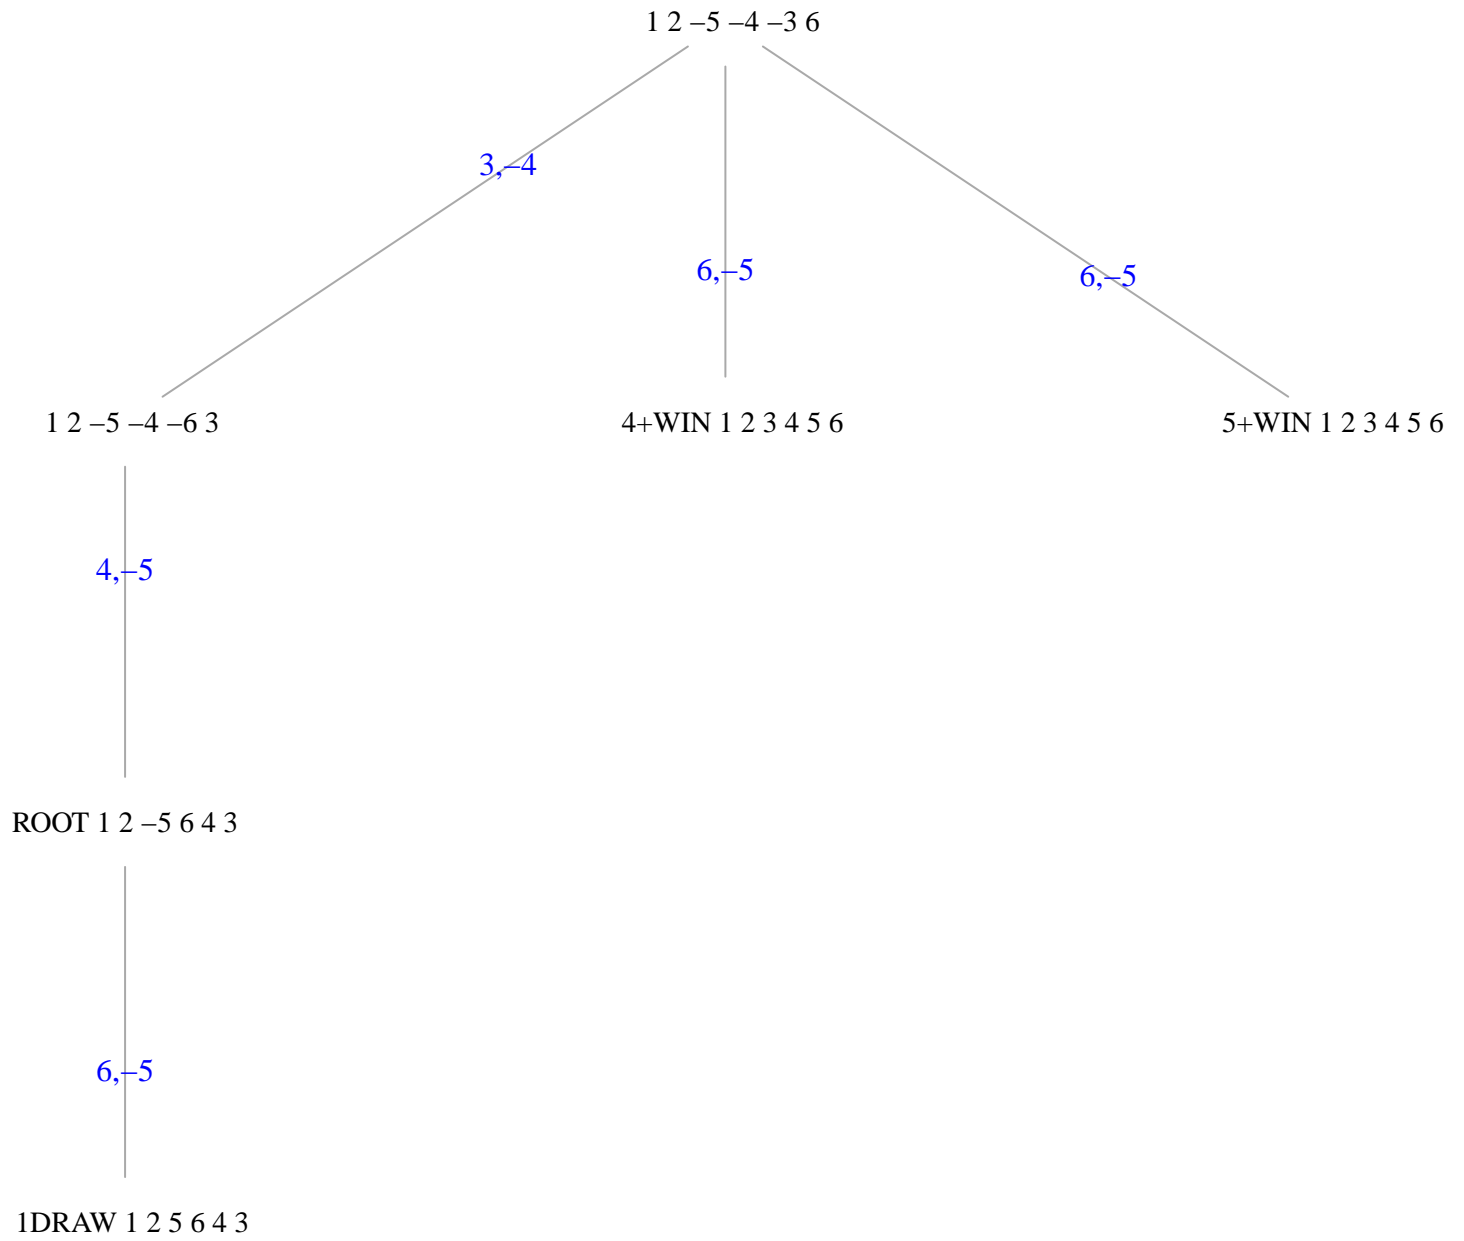 1 2 –5 –4 –3 6
3,–4
6,–5
6,–5
1 2 –5 –4 –6 3
4+WIN 1 2 3 4 5 6
5+WIN 1 2 3 4 5 6
4,–5
ROOT 1 2 –5 6 4 3
6,–5
1DRAW 1 2 5 6 4 3